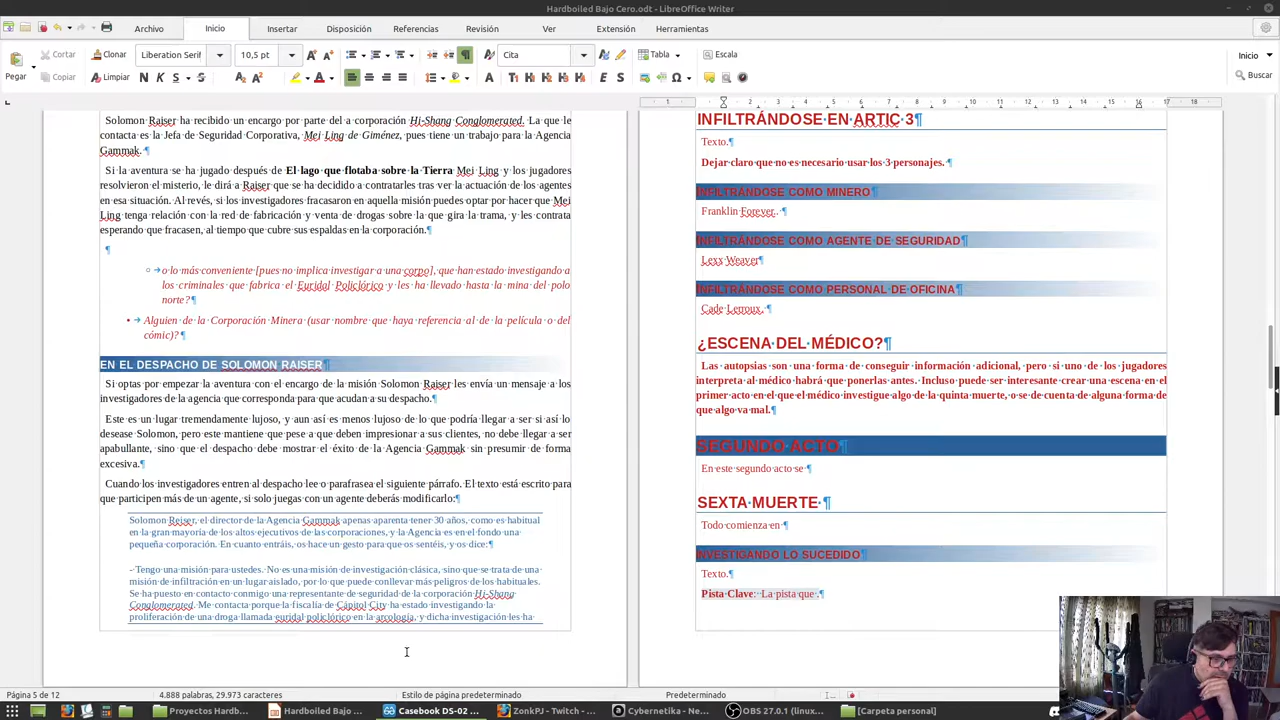 Hardboiled Bajo Cero.odt - LibreOffice Writer
Archivo Inicio Insertar Disposición Referencias Revisión Ver Extensión Herramientas
Pegar Cortar Clonar Liberation Serif 10,5 pt Cita Tabla Escala Inicio
Copiar Limpiar Buscar
1 1 2 3 4 5 6 7 8 9 10 11 12 13 14 15 16 17 18
Solomon Raiser ha recibido un encargo por parte del a corporación Hi-Shang Conglomerated. La que le
contacta es la Jefa de Seguridad Corporativa, Mei Ling de Giménez, pues tiene un trabajo para la Agencia
Gammak. ¶
Si la aventura se ha jugado después de El lago que flotaba sobre la Tierra Mei Ling y los jugadores
resolvieron el misterio, le dirá a Raiser que se ha decidido a contratarles tras ver la actuación de los agentes
en esa situación. Al revés, si los investigadores fracasaron en aquella misión puedes optar por hacer que Mei
Ling tenga relación con la red de fabricación y venta de drogas sobre la que gira la trama, y les contrata
esperando que fracasen, al tiempo que cubre sus espaldas en la corporación.¶
¶
o lo más conveniente [pues no implica investigar a una corpo], que han estado investigando a
los criminales que fabrica el Euridal Policlórico y les ha llevado hasta la mina del polo
norte?¶
• Alguien de la Corporación Minera (usar nombre que haya referencia al de la película o del
cómic)?¶
EN EL DESPACHO DE SOLOMON RAISER¶
Si optas por empezar la aventura con el encargo de la misión Solomon Raiser les envía un mensaje a los
investigadores de la agencia que corresponda para que acudan a su despacho.¶
Este es un lugar tremendamente lujoso, y aun así es menos lujoso de lo que podría llegar a ser si así lo
desease Solomon, pero este mantiene que pese a que deben impresionar a sus clientes, no debe llegar a ser
apabullante, sino que el despacho debe mostrar el éxito de la Agencia Gammak sin presumir de forma
excesiva.¶
Cuando los investigadores entren al despacho lee o parafrasea el siguiente párrafo. El texto está escrito para
que participen más de un agente, si solo juegas con un agente deberás modificarlo:¶
Solomon Reiser, el director de la Agencia Gammak apenas aparenta tener 30 años, como es habitual
en la gran mayoría de los altos ejecutivos de las corporaciones, y la Agencia es en el fondo una
pequeña corporación. En cuanto entráis, os hace un gesto para que os sentéis, y os dice:¶
- Tengo una misión para ustedes. No es una misión de investigación clásica, sino que se trata de una
misión de infiltración en un lugar aislado, por lo que puede conllevar más peligros de los habituales.
Se ha puesto en contacto conmigo una representante de seguridad de la corporación Hi-Shang
Conglomerated. Me contacta porque la fiscalía de Cápitol City ha estado investigando la
proliferación de una droga llamada euridal policlórico en la arcología, y dicha investigación les ha
INFILTRÁNDOSE EN ARTIC 3¶
Texto.¶
Dejar claro que no es necesario usar los 3 personajes. ¶
INFILTRÁNDOSE COMO MINERO¶
Franklin Forever.. ¶
INFILTRÁNDOSE COMO AGENTE DE SEGURIDAD¶
Lexx Weaver¶
INFILTRÁNDOSE COMO PERSONAL DE OFICINA¶
Cade Lerroux. ¶
¿ESCENA DEL MÉDICO?¶
Las autopsias son una forma de conseguir información adicional, pero si uno de los jugadores
interpreta al médico habrá que ponerlas antes. Incluso puede ser interesante crear una escena en el
primer acto en el que el médico investigue algo de la quinta muerte, o se de cuenta de alguna forma de
que algo va mal.¶
SEGUNDO ACTO¶
En este segundo acto se ¶
SEXTA MUERTE ¶
Todo comienza en ¶
INVESTIGANDO LO SUCEDIDO¶
Texto.¶
Pista Clave: La pista que .¶
Página 5 de 12 4.888 palabras, 29.973 caracteres Estilo de página predeterminado Predeterminado
Proyectos Hardb... Hardboiled Bajo ... Casebook DS-02 ... ZonkPJ - Twitch - ... Cybernetika - Ne... OBS 27.0.1 (linux... [Carpeta personal]